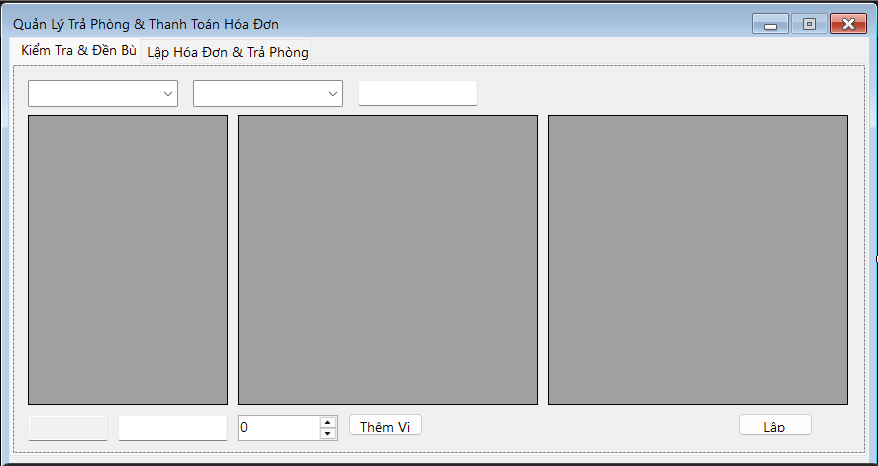 Quản Lý Trả Phòng & Thanh Toán Hóa Đơn
Kiểm Tra & Đền Bù
Lập Hóa Đơn & Trả Phòng
0
Thêm Vi
Lập